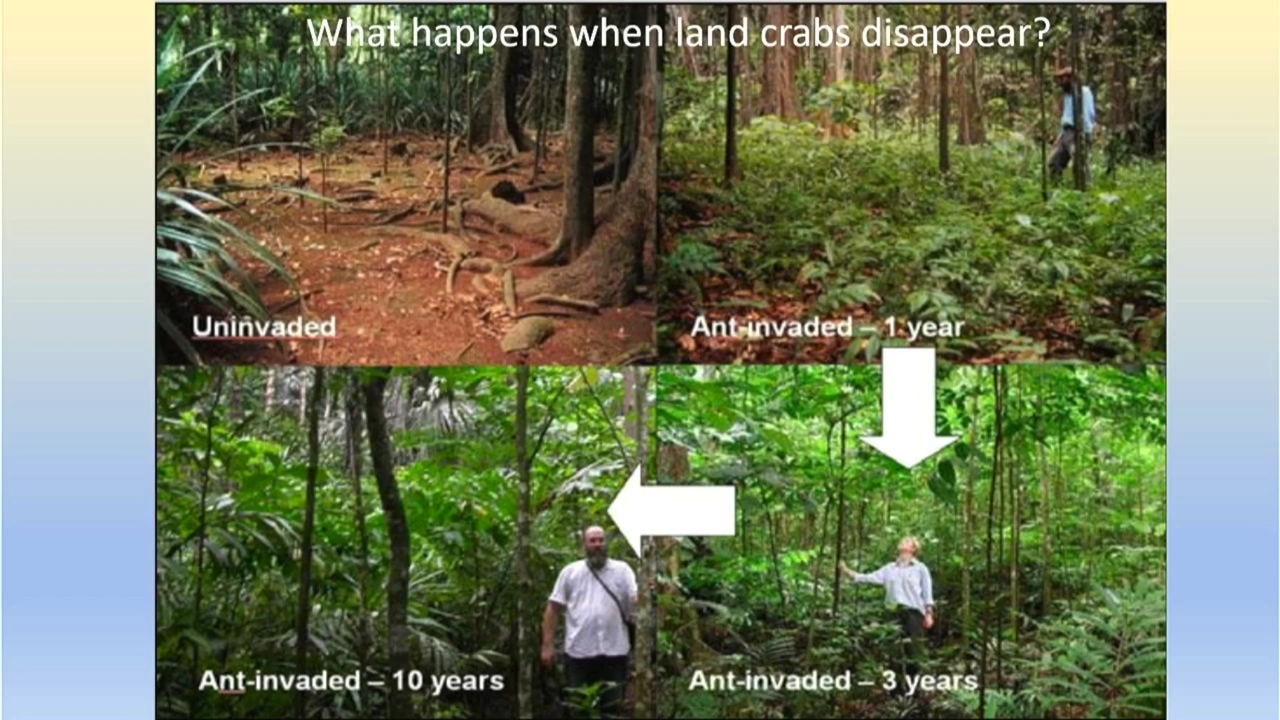 What happens when land crabs disappear?
Uninvaded
Ant-invaded – 1 year
Ant-invaded – 10 years
Ant-invaded – 3 years